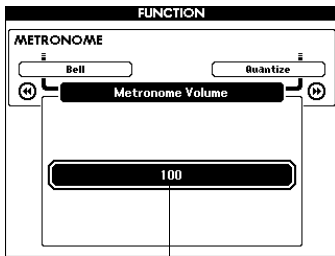 FUNCTION
METRONOME
Bell
Quantize
Metronome Volume
100